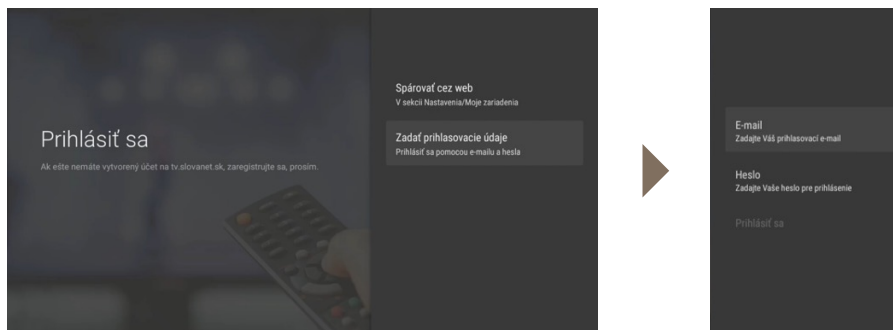 Prihlásiť sa
Ak ešte nemáte vytvorený účet na tv.slovanet.sk, zaregistrujte sa, prosím.
Spárovať cez web
V sekcii Nastavenia/Moje zariadenia
Zadať prihlasovacie údaje
Prihlásiť sa pomocou e-mailu a hesla
E-mail
Zadajte Váš prihlasovací e-mail
Heslo
Zadajte Vaše heslo pre prihlásenie
Prihlásiť sa